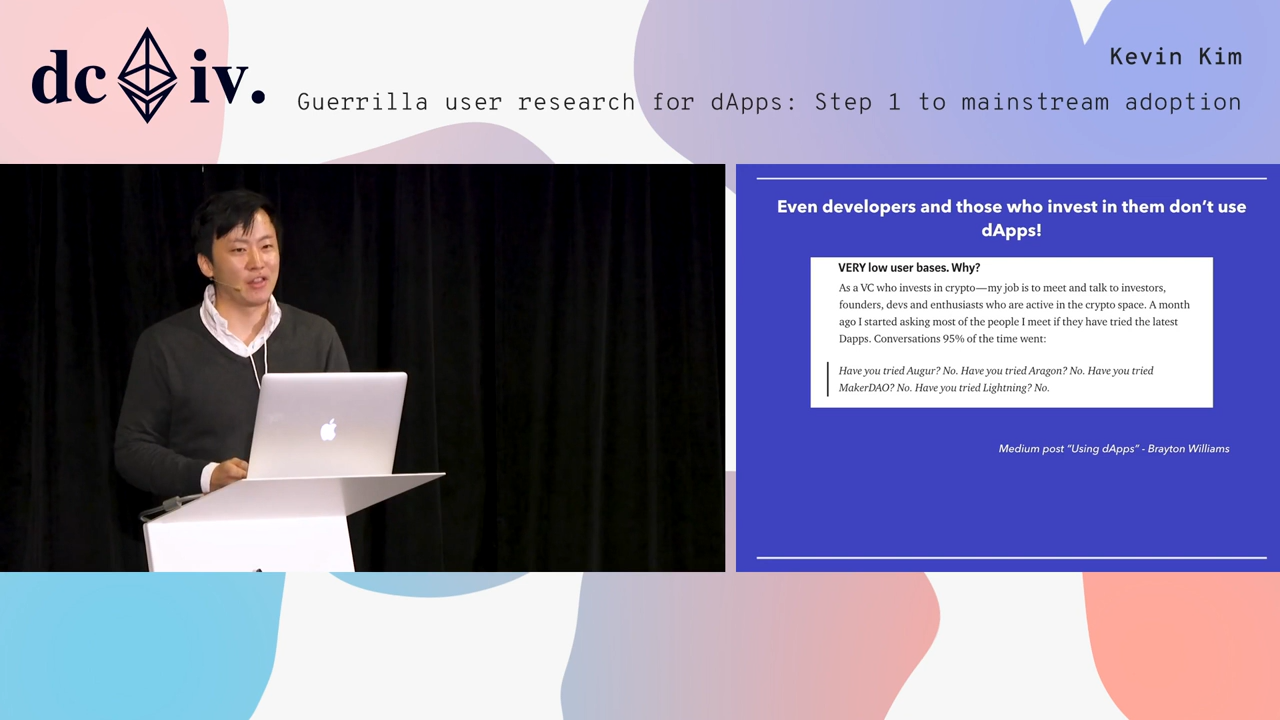 dc iv.
Kevin Kim
Guerrilla user research for dApps: Step 1 to mainstream adoption
Even developers and those who invest in them don’t use
dApps!
VERY low user bases. Why?
As a VC who invests in crypto — my job is to meet and talk to investors,
founders, devs and enthusiasts who are active in the crypto space. A month
ago I started asking most of the people I meet if they have tried the latest
Dapps. Conversations 95% of the time went:
Have you tried Augur? No. Have you tried Aragon? No. Have you tried
MakerDAO? No. Have you tried Lightning? No.
Medium post “Using dApps” - Brayton Williams